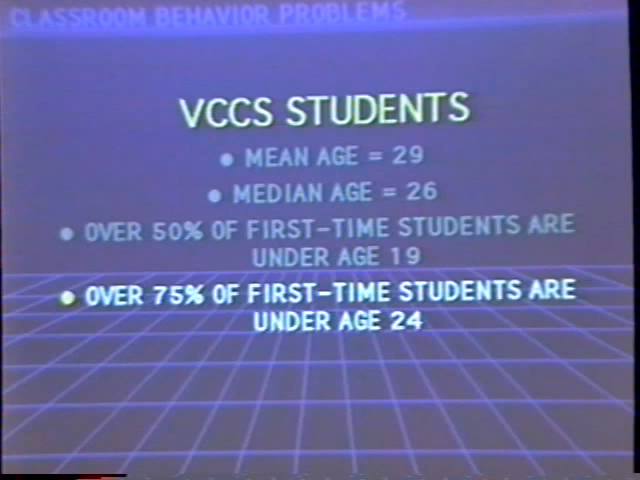 CLASSROOM BEHAVIOR PROBLEMS
VCCS STUDENTS
• MEAN AGE = 29
• MEDIAN AGE = 26
• OVER 50% OF FIRST-TIME STUDENTS ARE
UNDER AGE 19
• OVER 75% OF FIRST-TIME STUDENTS ARE
UNDER AGE 24